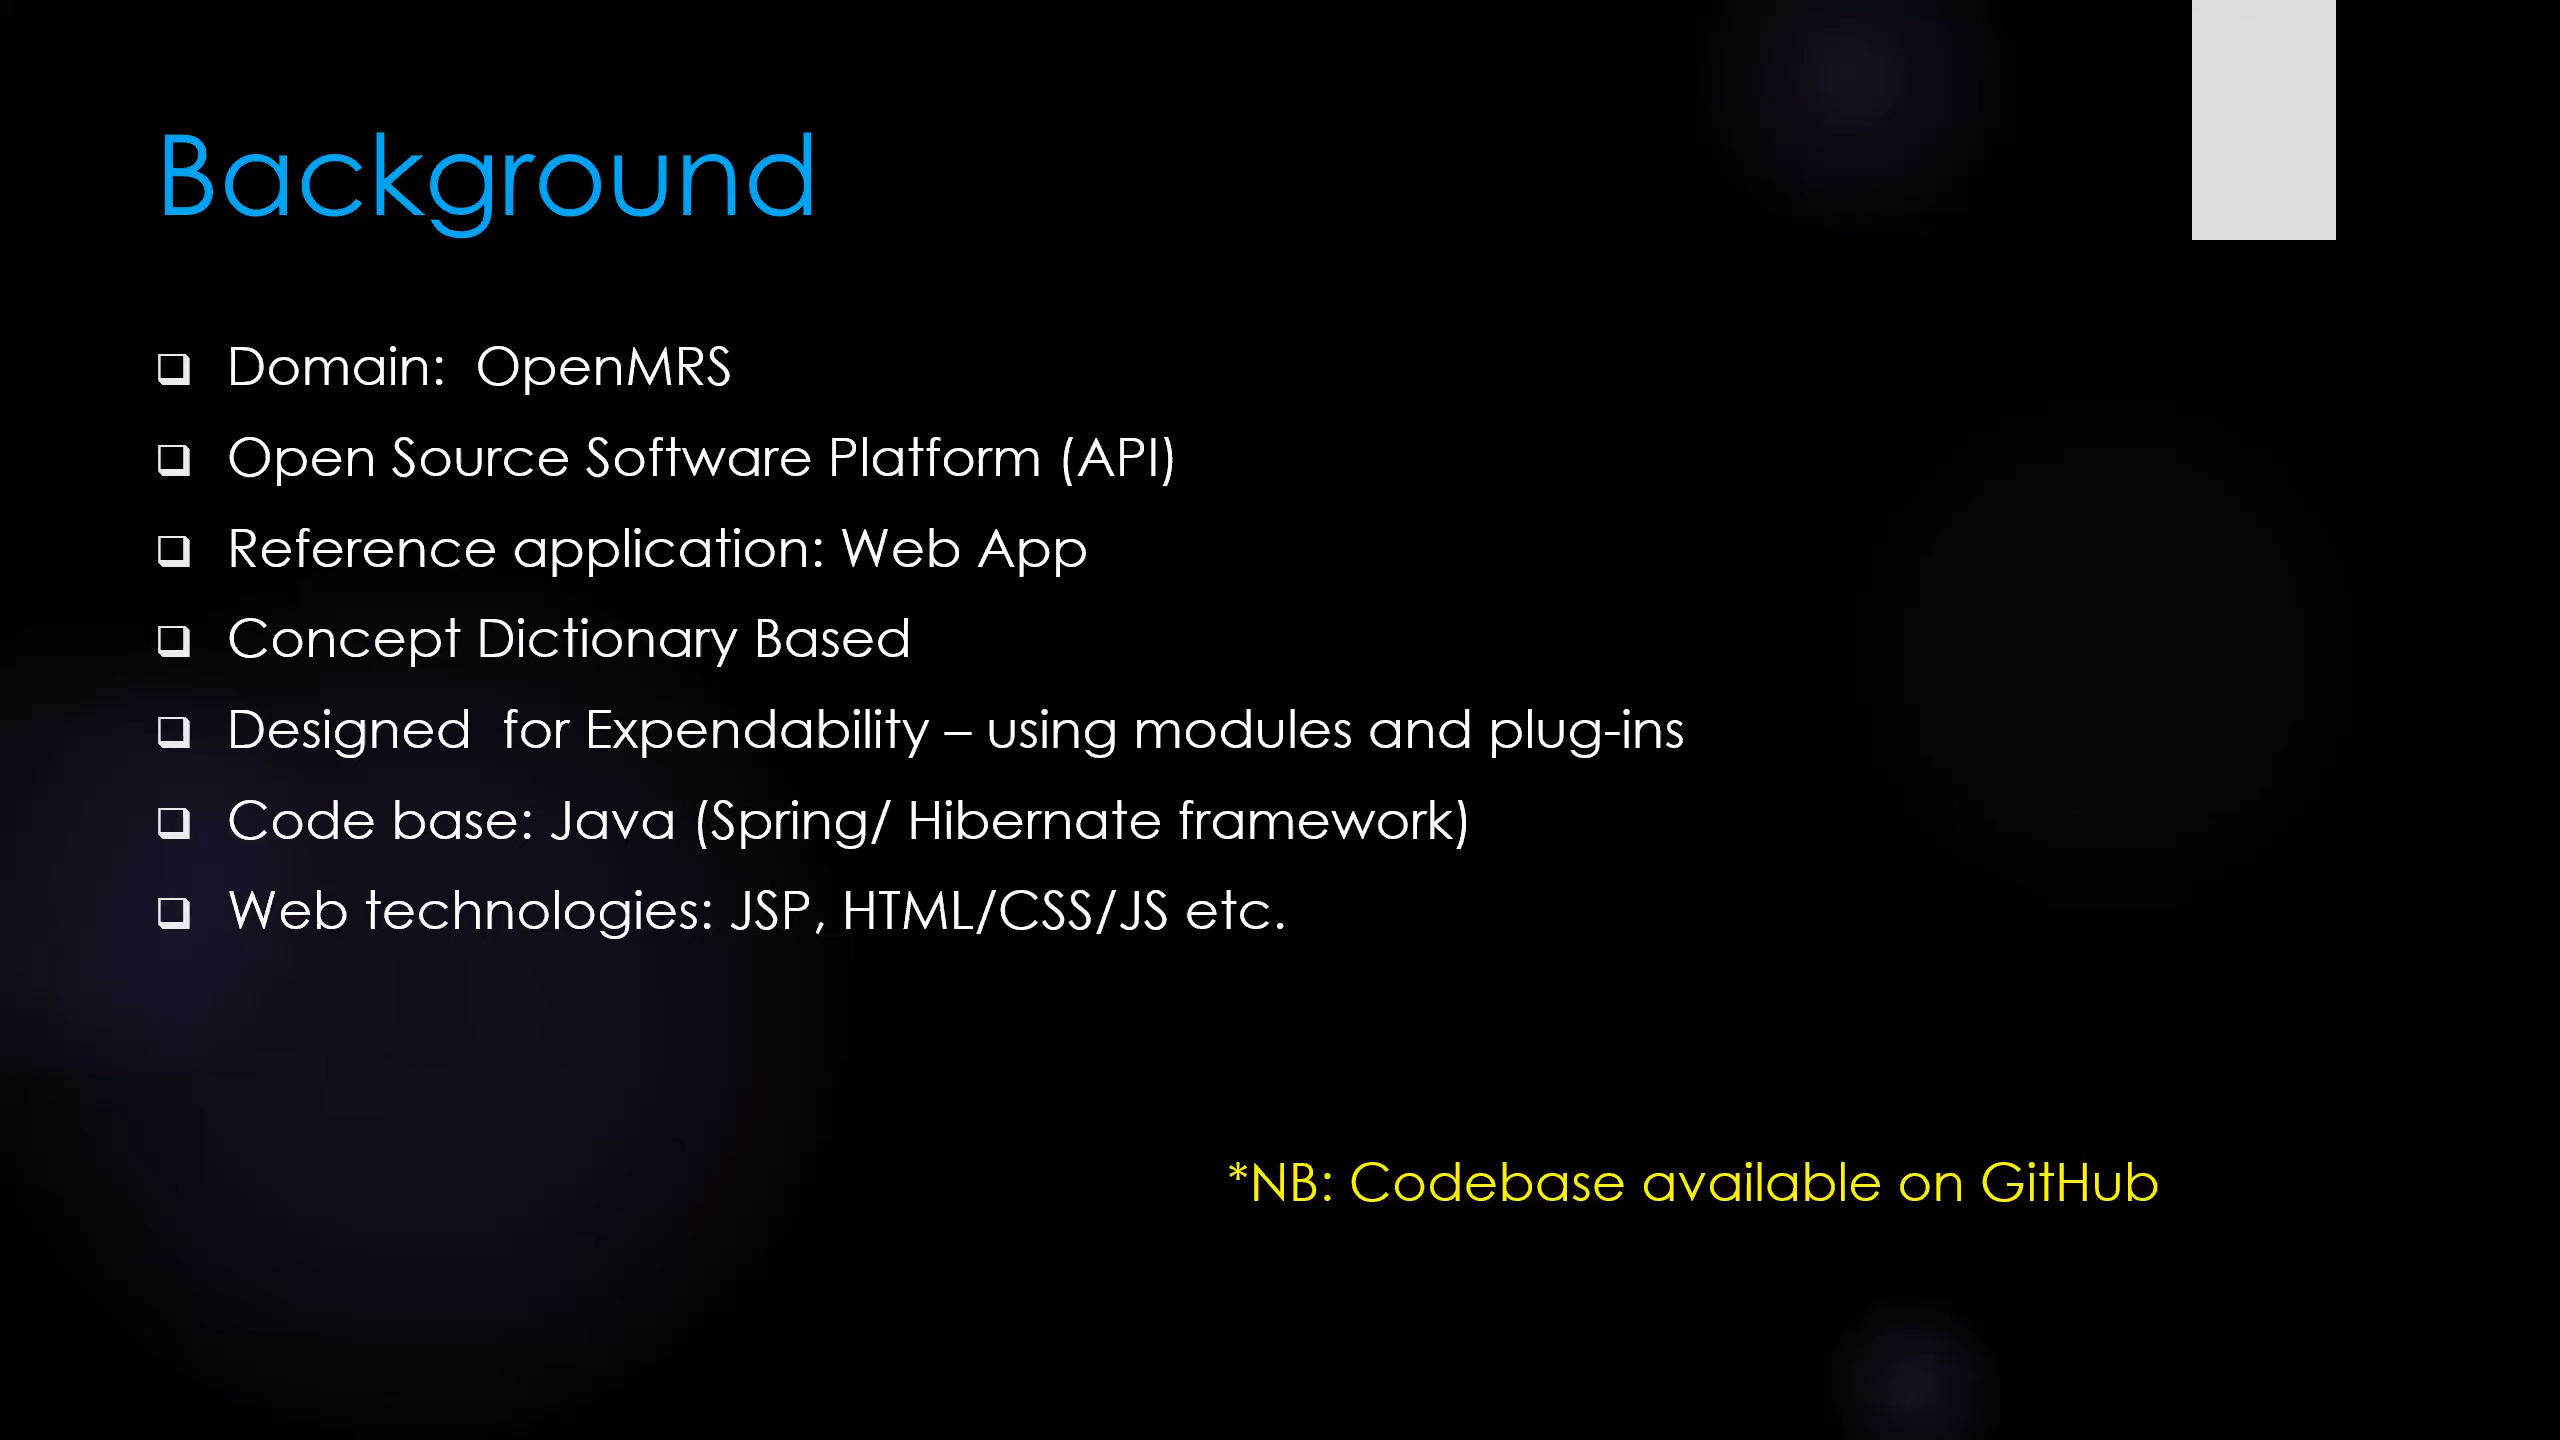 Background
❑ Domain:  OpenMRS
❑ Open Source Software Platform (API)
❑ Reference application: Web App
❑ Concept Dictionary Based
❑ Designed  for Expendability – using modules and plug-ins
❑ Code base: Java (Spring/ Hibernate framework)
❑ Web technologies: JSP, HTML/CSS/JS etc.
*NB: Codebase available on GitHub